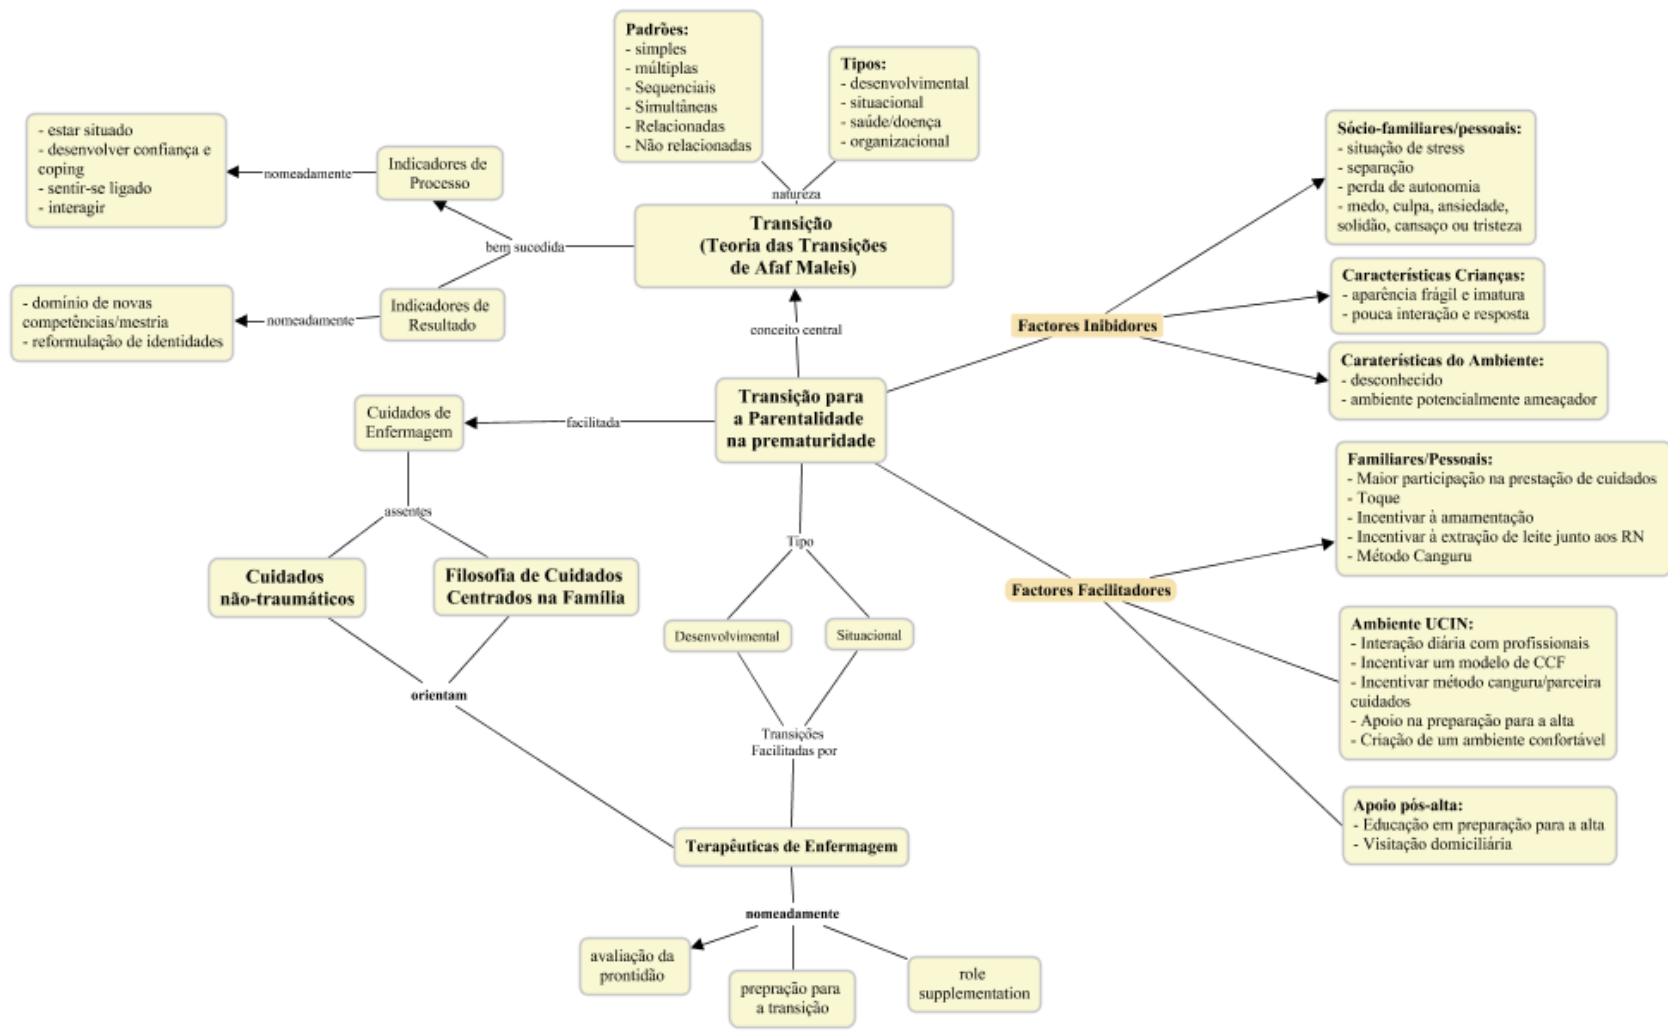 Padrões:
- simples
- múltiplas
- Sequenciais
- Simultâneas
- Relacionadas
- Não relacionadas
Tipos:
- desenvolvimental
- situacional
- saúde/doença
- organizacional
natureza
- estar situado
- desenvolver confiança e
coping
- sentir-se ligado
- interagir
nomeadamente
Indicadores de
Processo
bem sucedida
Transição
(Teoria das Transições
de Afaf Maleis)
- domínio de novas
competências/mestria
- reformulação de identidades
nomeadamente
Indicadores de
Resultado
conceito central
Transição para
a Parentalidade
na prematuridade
Sócio-familiares/pessoais:
- situação de stress
- separação
- perda de autonomia
- medo, culpa, ansiedade,
solidão, cansaço ou tristeza
Factores Inibidores
Características Crianças:
- aparência frágil e imatura
- pouca interação e resposta
Caraterísticas do Ambiente:
- desconhecido
- ambiente potencialmente ameaçador
Cuidados de
Enfermagem
facilitada
assentes
Cuidados
não-traumáticos
Filosofia de Cuidados
Centrados na Família
orientam
Tipo
Desenvolvimental
Situacional
Transições
Facilitadas por
Factores Facilitadores
Familiares/Pessoais:
- Maior participação na prestação de cuidados
- Toque
- Incentivar à amamentação
- Incentivar à extração de leite junto aos RN
- Método Canguru
Ambiente UCIN:
- Interação diária com profissionais
- Incentivar um modelo de CCF
- Incentivar método canguru/parceira
cuidados
- Apoio na preparação para a alta
- Criação de um ambiente confortável
Apoio pós-alta:
- Educação em preparação para a alta
- Visitação domiciliária
Terapêuticas de Enfermagem
nomeadamente
avaliação da
prontidão
prepração para
a transição
role
supplementation